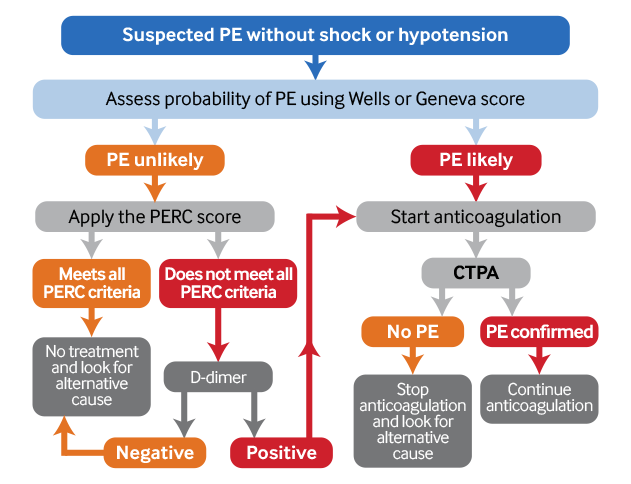 Suspected PE without shock or hypotension
Assess probability of PE using Wells or Geneva score
PE unlikely
PE likely
Apply the PERC score
Start anticoagulation
Meets all
PERC criteria
Does not meet all
PERC criteria
CTPA
No PE
PE confirmed
No treatment
and look for
alternative
cause
D-dimer
Stop
anticoagulation
and look for
alternative
cause
Continue
anticoagulation
Negative
Positive